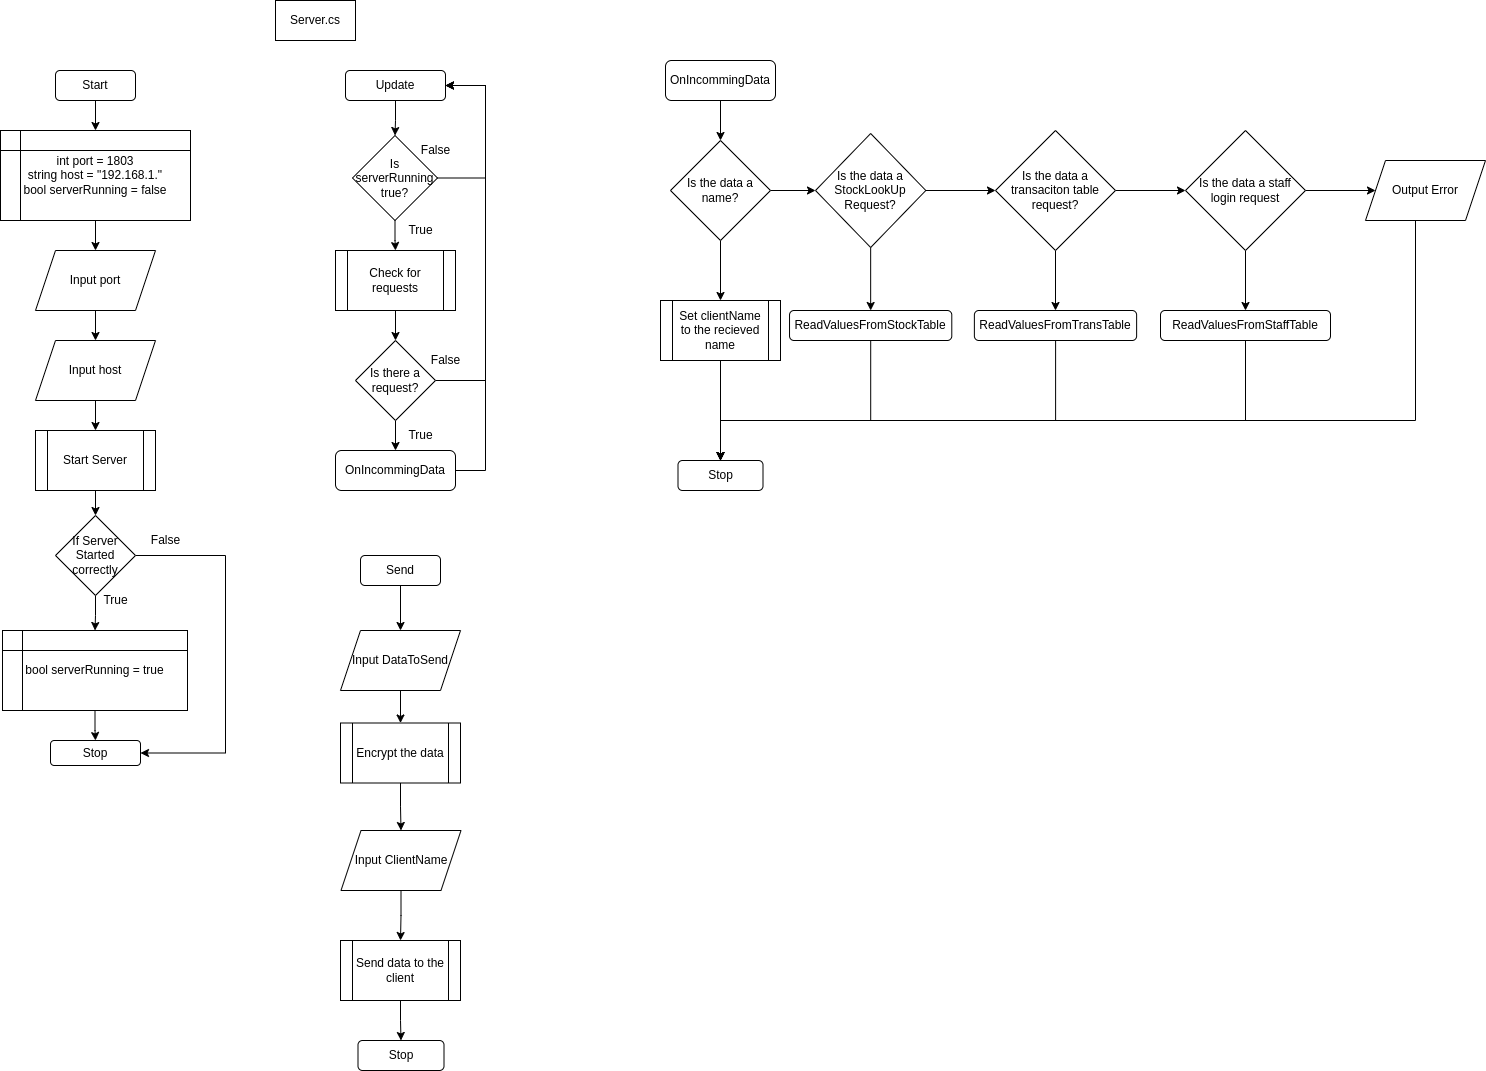 Server.cs
Start
int port = 1803
string host = "192.168.1."
bool serverRunning = false
Input port
Input host
Start Server
If Server
Started
correctly
False
True
bool serverRunning = true
Stop
Update
Is
serverRunning
true?
False
True
Check for
requests
Is there a
request?
False
True
OnIncommingData
Send
Input DataToSend
Encrypt the data
Input ClientName
Send data to the
client
Stop
OnIncommingData
Is the data a
name?
Is the data a
StockLookUp
Request?
Is the data a
transaciton table
request?
Is the data a staff
login request
Output Error
Set clientName
to the recieved
name
ReadValuesFromStockTable
ReadValuesFromTransTable
ReadValuesFromStaffTable
Stop